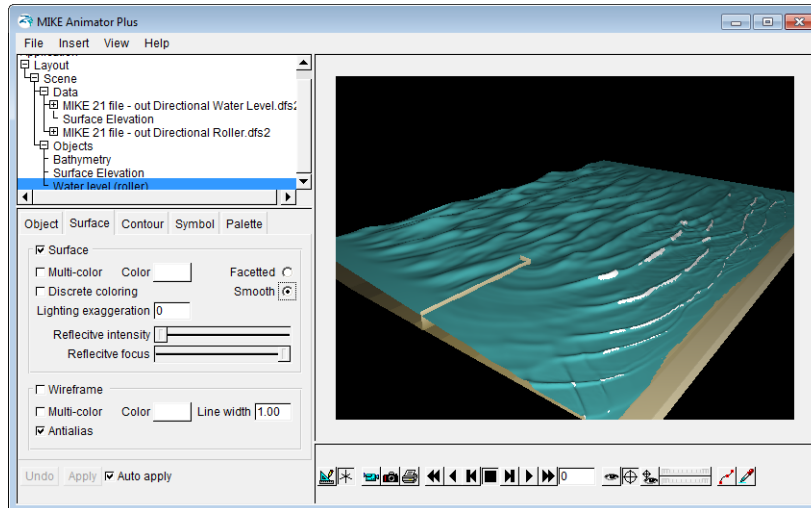 MIKE Animator Plus
File Insert View Help
Application
Layout
Scene
Data
MIKE 21 file - out Directional Water Level.dfs2
Surface Elevation
MIKE 21 file - out Directional Roller.dfs2
Objects
Bathymetry
Surface Elevation
Water level (roller)
Object Surface Contour Symbol Palette
Surface
Multi-color Color Facetted
Discrete coloring Smooth
Lighting exaggeration 0
Reflecitve intensity
Reflecitve focus
Wireframe
Multi-color Color Line width 1.00
Antialias
Undo Apply Auto apply
0